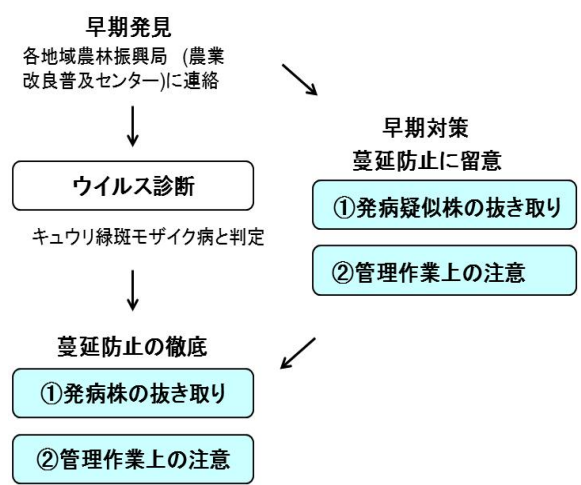 早期発見
各地域農林振興局 (農業
改良普及センター)に連絡
ウイルス診断
キュウリ緑斑モザイク病と判定
早期対策
蔓延防止に留意
①発病疑似株の抜き取り
②管理作業上の注意
蔓延防止の徹底
①発病株の抜き取り
②管理作業上の注意